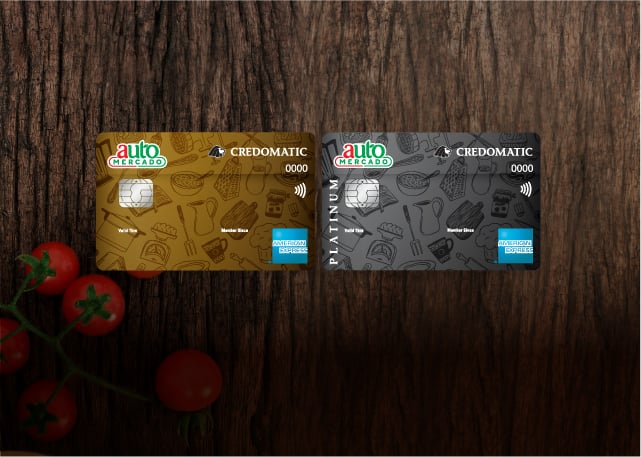 auto
MERCADO
CREDOMATIC
0000
Valid Thru
Member Since
AMERICAN
EXPRESS
auto
MERCADO
CREDOMATIC
0000
PLATINUM
Valid Thru
Member Since
AMERICAN
EXPRESS